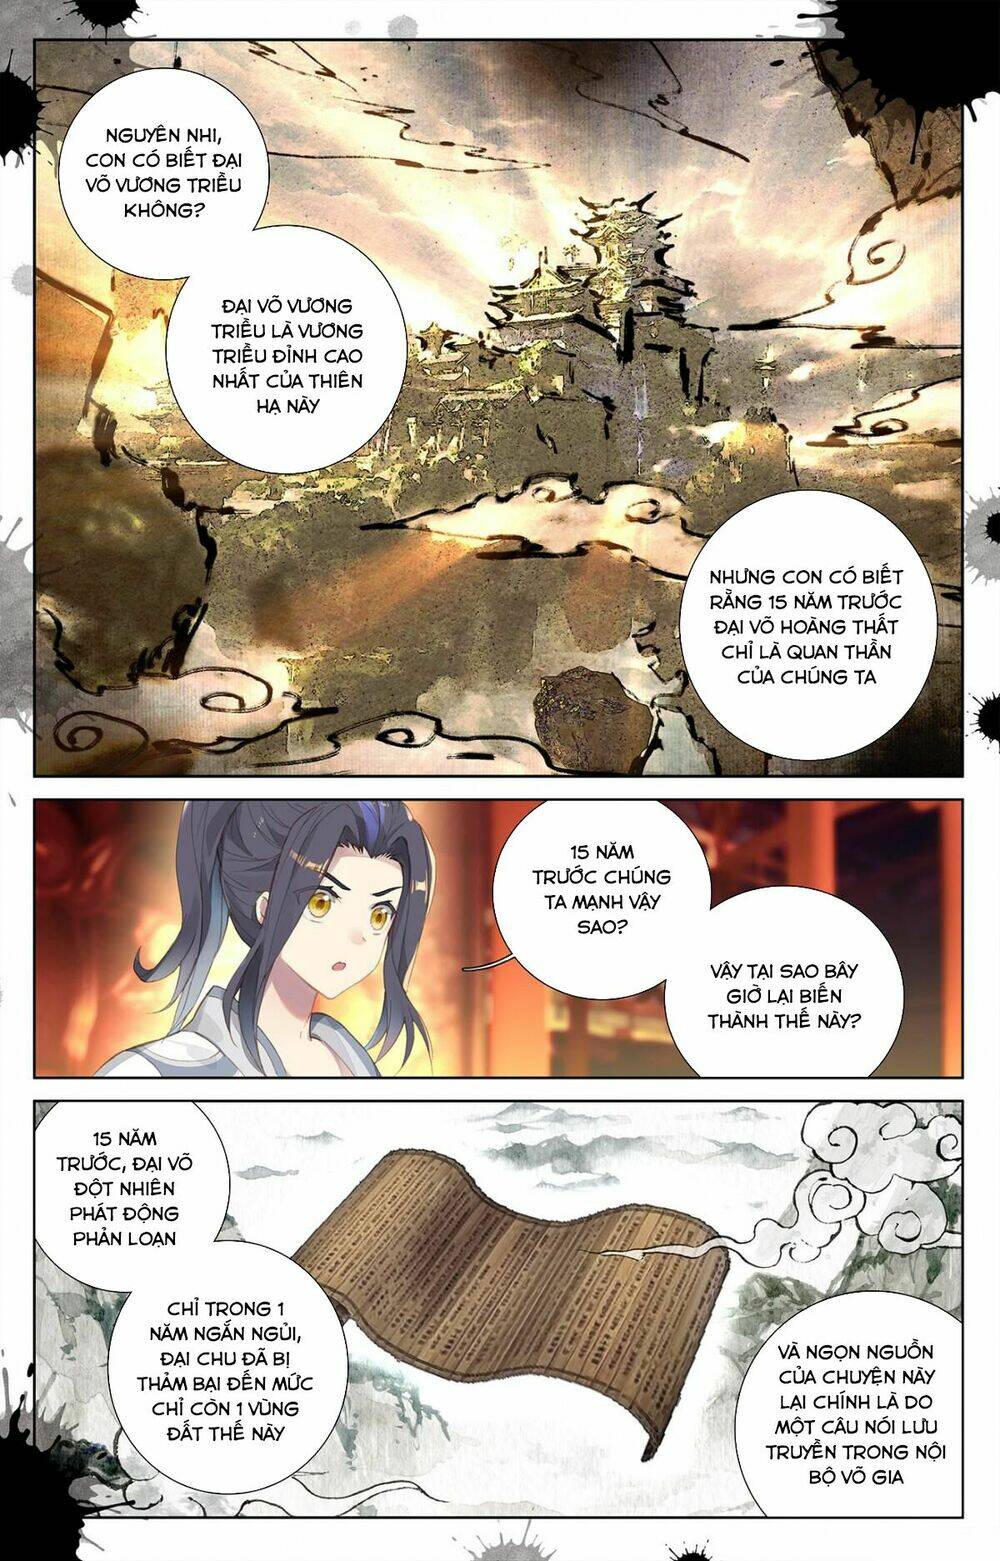 NGUYÊN NHI,
CON CÓ BIẾT ĐẠI
VÕ VƯƠNG TRIỀU
KHÔNG?
ĐẠI VÕ VƯƠNG
TRIỀU LÀ VƯƠNG
TRIỀU ĐỈNH CAO
NHẤT CỦA THIÊN
HẠ NÀY
NHƯNG CON CÓ BIẾT
RẰNG 15 NĂM TRƯỚC
ĐẠI VÕ HOÀNG THẤT
CHỈ LÀ QUAN THẦN
CỦA CHÚNG TA
15 NĂM
TRƯỚC CHÚNG
TA MẠNH VẬY
SAO?
VẬY TẠI SAO BÂY
GIỜ LẠI BIẾN
THÀNH THẾ NÀY?
15 NĂM
TRƯỚC, ĐẠI VÕ
ĐỘT NHIÊN
PHÁT ĐỘNG
PHẢN LOẠN
CHỈ TRONG 1
NĂM NGẮN NGỦI,
ĐẠI CHU ĐÃ BỊ
THẢM BẠI ĐẾN MỨC
CHỈ CÒN 1 VÙNG
ĐẤT THẾ NÀY
VÀ NGỌN NGUỒN
CỦA CHUYỆN NÀY
LẠI CHÍNH LÀ DO
MỘT CÂU NÓI LƯU
TRUYỀN TRONG NỘI
BỘ VÕ GIA